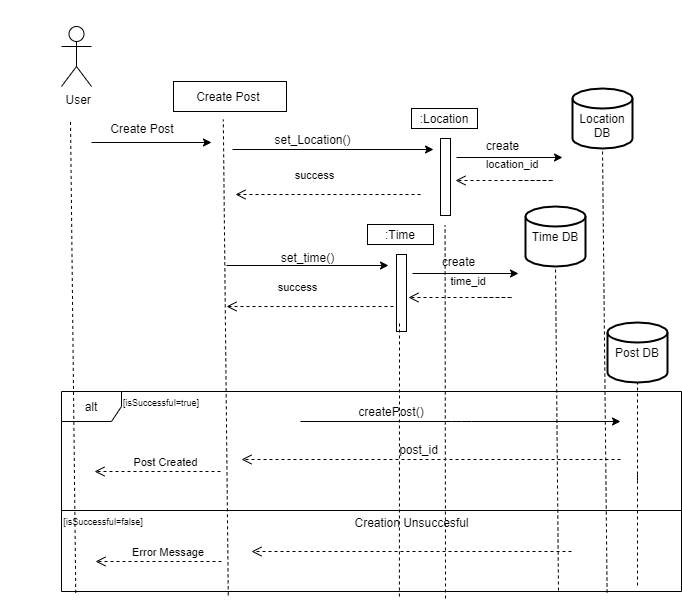 User
Create Post
:Location
Location
DB
Create Post
set_Location()
create
location_id
success
:Time
Time DB
set_time()
create
time_id
success
Post DB
alt
[isSuccessful=true]
createPost()
post_id
Post Created
[isSuccessful=false]
Creation Unsuccesful
Error Message